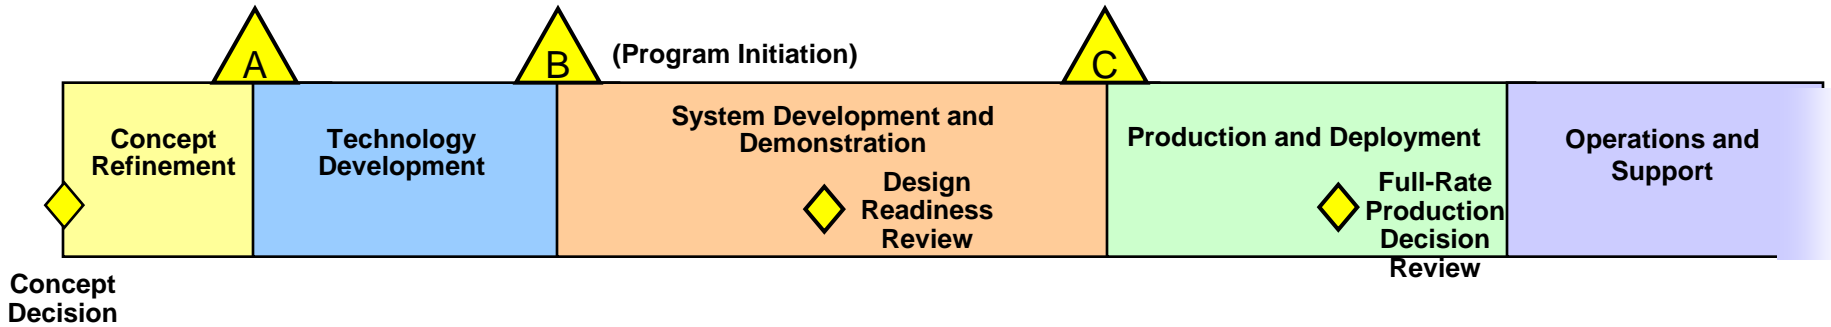 A
B
(Program Initiation)
C
Concept
Refinement
Technology
Development
System Development and
Demonstration
Design
Readiness
Review
Production and Deployment
Full-Rate
Production
Decision
Review
Operations and
Support
Concept
Decision